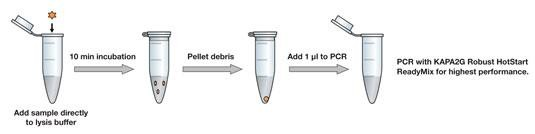 10 min incubation
Pellet debris
Add 1 µl to PCR
PCR with KAPA2G Robust HotStart
ReadyMix for highest performance.
Add sample directly
to lysis buffer